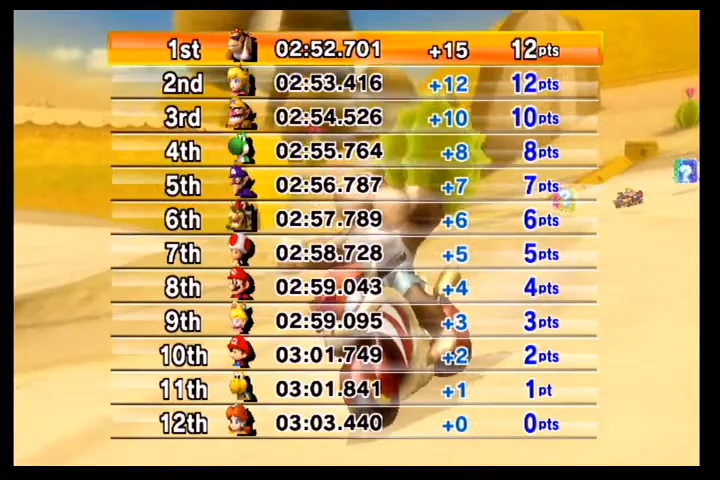 1st 02:52.701 +15 12pts
2nd 02:53.416 +12 12pts
3rd 02:54.526 +10 10pts
4th 02:55.764 +8 8pts
5th 02:56.787 +7 7pts
6th 02:57.789 +6 6pts
7th 02:58.728 +5 5pts
8th 02:59.043 +4 4pts
9th 02:59.095 +3 3pts
10th 03:01.749 +2 2pts
11th 03:01.841 +1 1pt
12th 03:03.440 +0 0pts